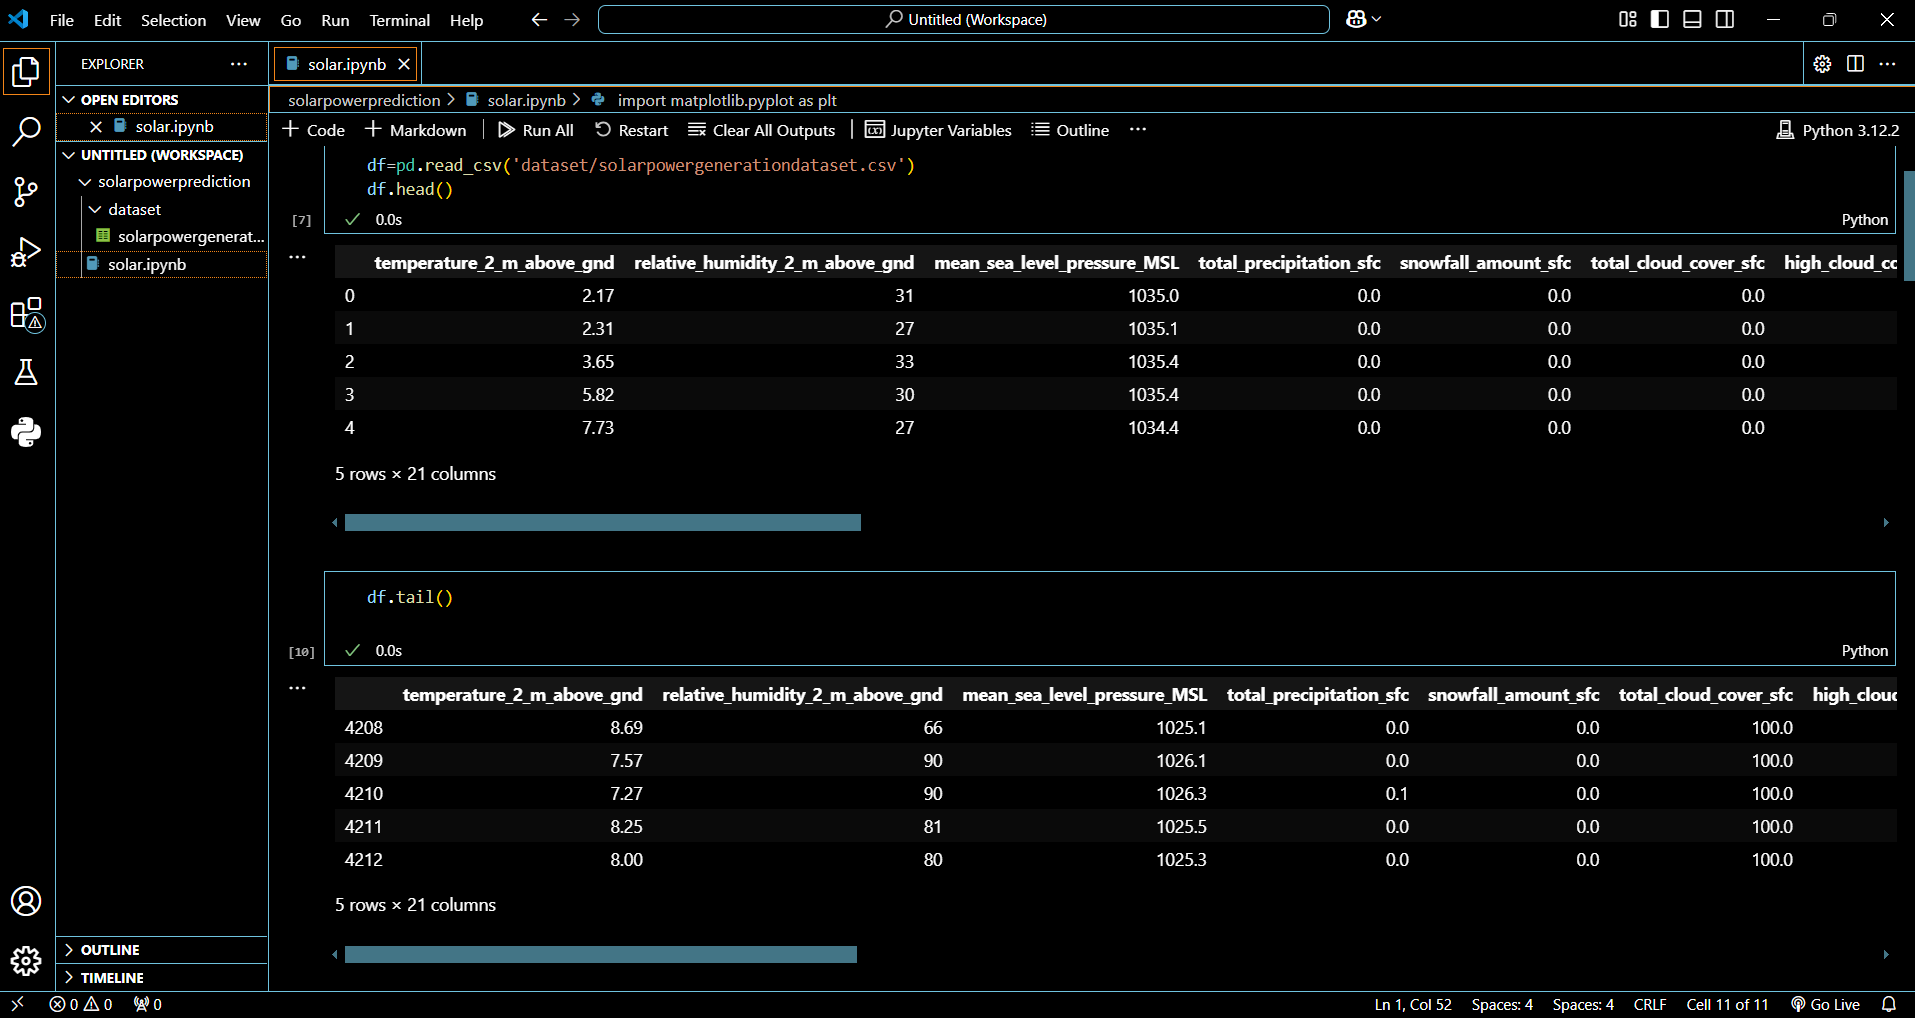 File Edit Selection View Go Run Terminal Help Untitled (Workspace)
EXPLORER
OPEN EDITORS
solar.ipynb
UNTITLED (WORKSPACE)
solarpowerprediction
dataset
solarpowergenerat...
solar.ipynb
OUTLINE
TIMELINE
solar.ipynb
solarpowerprediction > solar.ipynb > import matplotlib.pyplot as plt
Code Markdown Run All Restart Clear All Outputs Jupyter Variables Outline ... Python 3.12.2
df=pd.read_csv('dataset/solarpowergenerationdataset.csv')
df.head()
[7] 0.0s Python
temperature_2_m_above_gnd relative_humidity_2_m_above_gnd mean_sea_level_pressure_MSL total_precipitation_sfc snowfall_amount_sfc total_cloud_cover_sfc high_cloud_co
0 2.17 31 1035.0 0.0 0.0 0.0
1 2.31 27 1035.1 0.0 0.0 0.0
2 3.65 33 1035.4 0.0 0.0 0.0
3 5.82 30 1035.4 0.0 0.0 0.0
4 7.73 27 1034.4 0.0 0.0 0.0
5 rows × 21 columns
df.tail()
[10] 0.0s Python
temperature_2_m_above_gnd relative_humidity_2_m_above_gnd mean_sea_level_pressure_MSL total_precipitation_sfc snowfall_amount_sfc total_cloud_cover_sfc high_cloud
4208 8.69 66 1025.1 0.0 0.0 100.0
4209 7.57 90 1026.1 0.0 0.0 100.0
4210 7.27 90 1026.3 0.1 0.0 100.0
4211 8.25 81 1025.5 0.0 0.0 100.0
4212 8.00 80 1025.3 0.0 0.0 100.0
5 rows × 21 columns
0 0 0 Ln 1, Col 52 Spaces: 4 Spaces: 4 CRLF Cell 11 of 11 Go Live